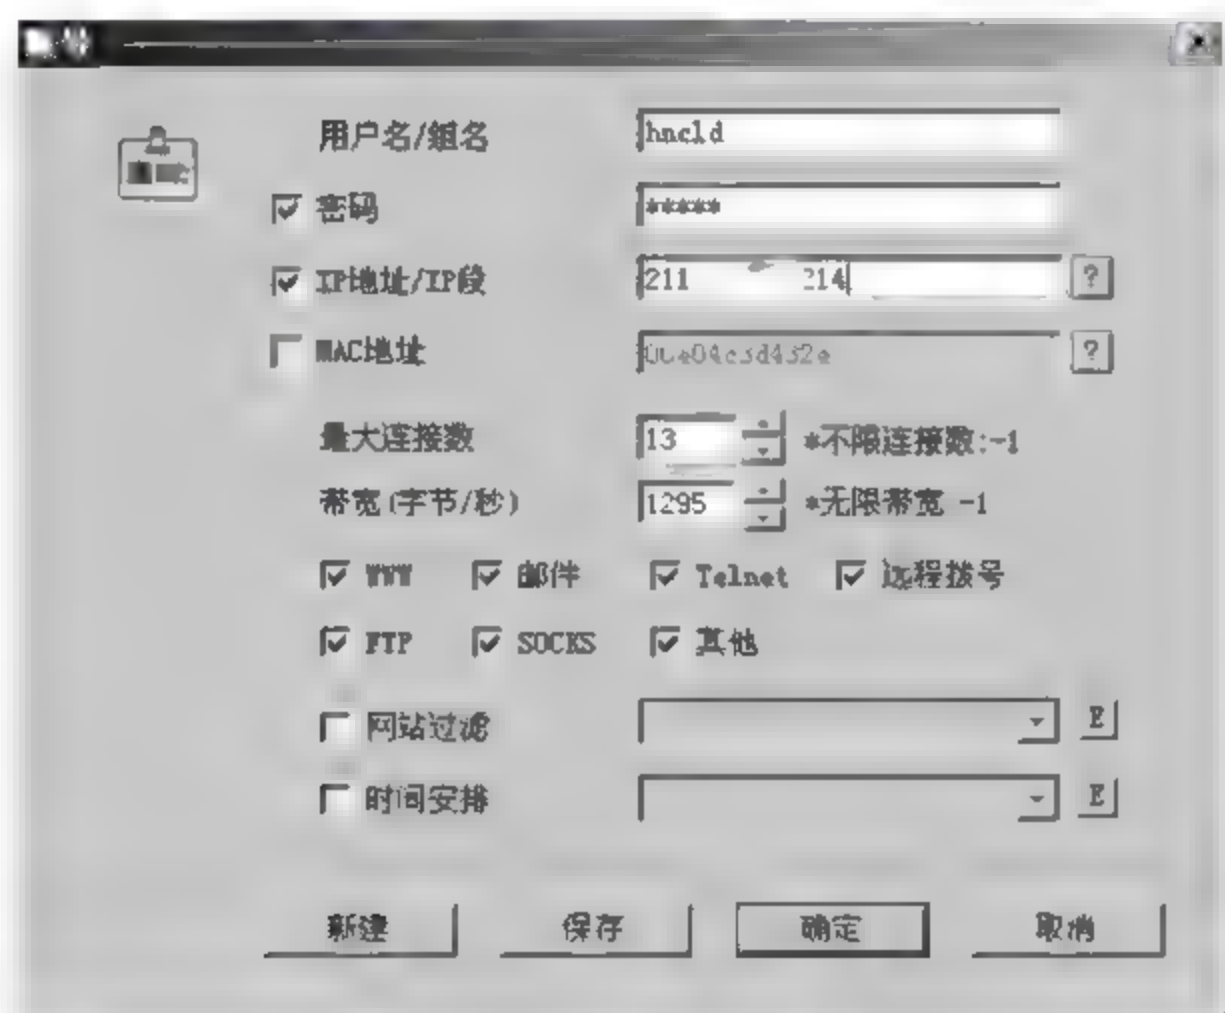 用户名/组名 hncld
密码 *****
IP地址/IP段 211 214 ?
MAC地址 ?
最大连接数 13 *不限连接数:-1
带宽(字节/秒) 1295 *无限带宽 -1
WWW 邮件 Telnet 远程拨号
FTP SOCKS 其他
网站过滤 E
时间安排 E
新建 保存 确定 取消